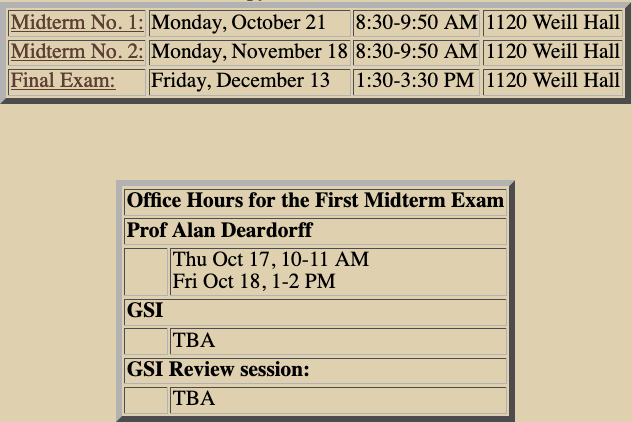 Midterm No. 1: Monday, October 21 8:30-9:50 AM 1120 Weill Hall
Midterm No. 2: Monday, November 18 8:30-9:50 AM 1120 Weill Hall
Final Exam: Friday, December 13 1:30-3:30 PM 1120 Weill Hall
Office Hours for the First Midterm Exam
Prof Alan Deardorff
Thu Oct 17, 10-11 AM
Fri Oct 18, 1-2 PM
GSI
TBA
GSI Review session:
TBA